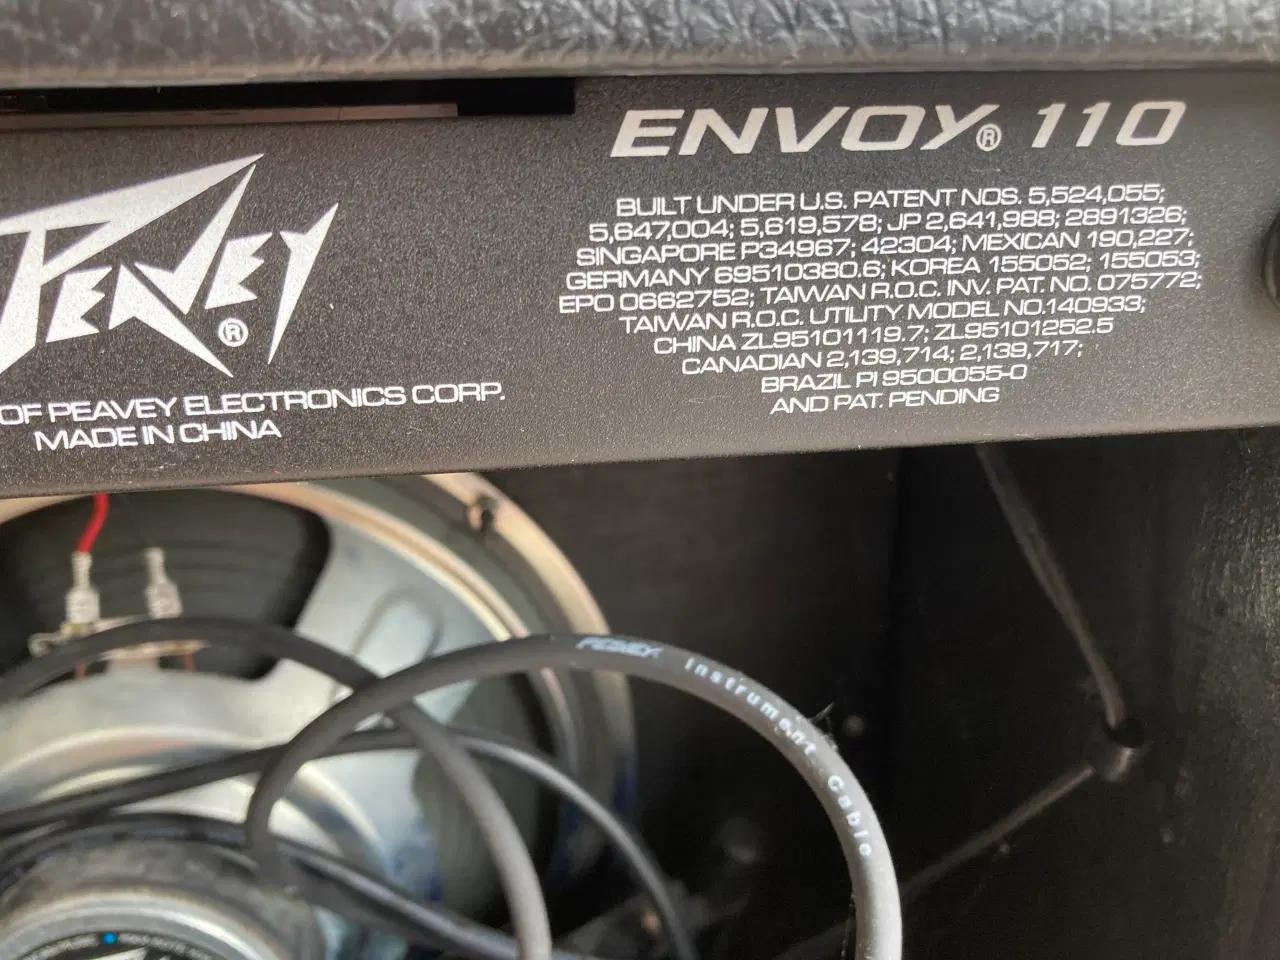 ENVOY® 110
PEAVEY®
BUILT UNDER U.S. PATENT NOS. 5,524,055;
5,647,004; 5,619,578; JP 2,641,988; 2891326;
SINGAPORE P34967; 42304; MEXICAN 190,227;
GERMANY 69510380.6; KOREA 155052; 155053;
EPO 0662752; TAIWAN R.O.C. INV. PAT. NO. 075772;
TAIWAN R.O.C. UTILITY MODEL NO.140933;
CHINA ZL95101119.7; ZL95101252.5
CANADIAN 2,139,714; 2,139,717;
BRAZIL PI 9500055-0
AND PAT. PENDING
OF PEAVEY ELECTRONICS CORP.
MADE IN CHINA
PEAVEY Instrument Cable